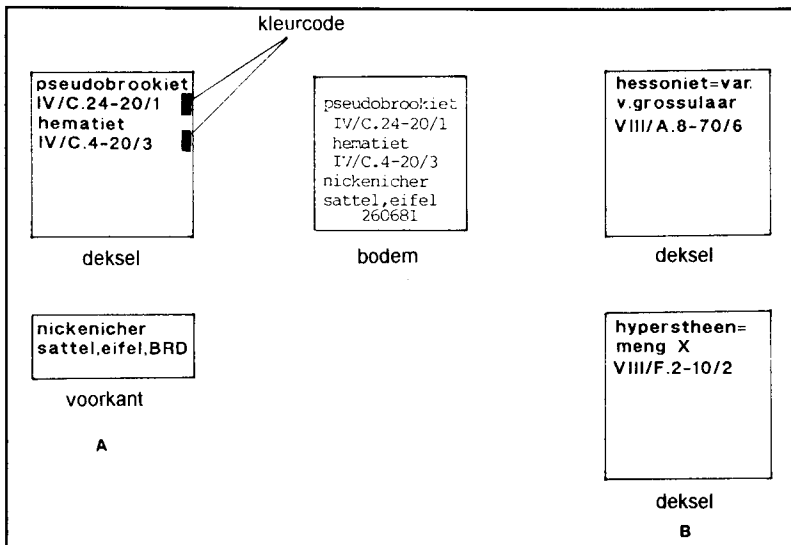 kleurcode
pseudobrookiet
IV/C.24-20/1
hematiet
IV/C.4-20/3
deksel
nickenicher
sattel,eifel,BRD
voorkant
A
pseudobrookiet
IV/C.24-20/1
hematiet
IV/C.4-20/3
nickenicher
sattel,eifel
260681
bodem
hessoniet=var.
v.grossulaar
VIII/A.8-70/6
deksel
hypersteen=
meng X
VIII/F.2-10/2
deksel
B